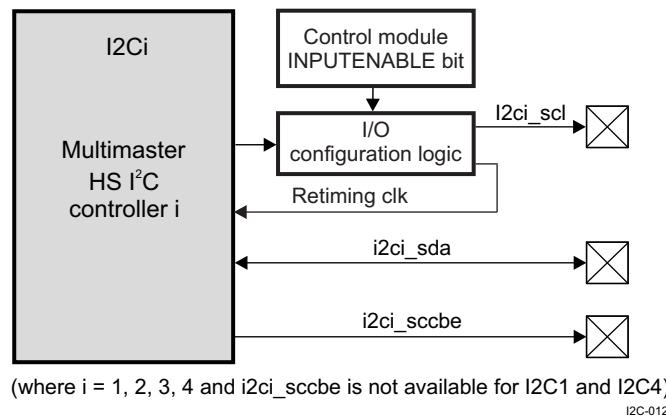 I2Ci
Control module
INPUTENABLE bit
I2ci_scl
I/O
configuration logic
Multimaster
HS I²C
controller i
Retiming clk
i2ci_sda
i2ci_sccbe
(where i = 1, 2, 3, 4 and i2ci_sccbe is not available for I2C1 and I2C4)
I2C-012